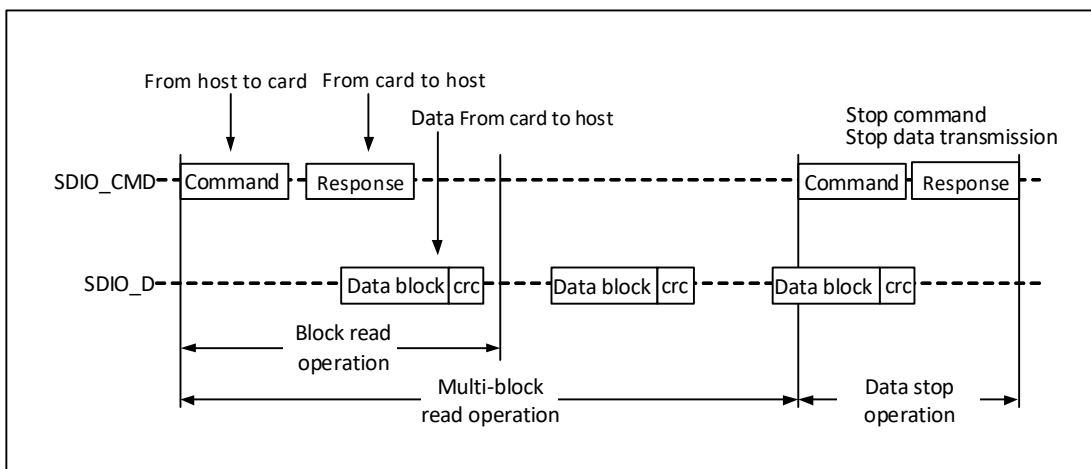 From host to card
From card to host
Data From card to host
Stop command
Stop data transmission
SDIO_CMD
Command
Response
Command
Response
SDIO_D
Data block
crc
Data block
crc
Data block
crc
Block read
operation
Multi-block
read operation
Data stop
operation